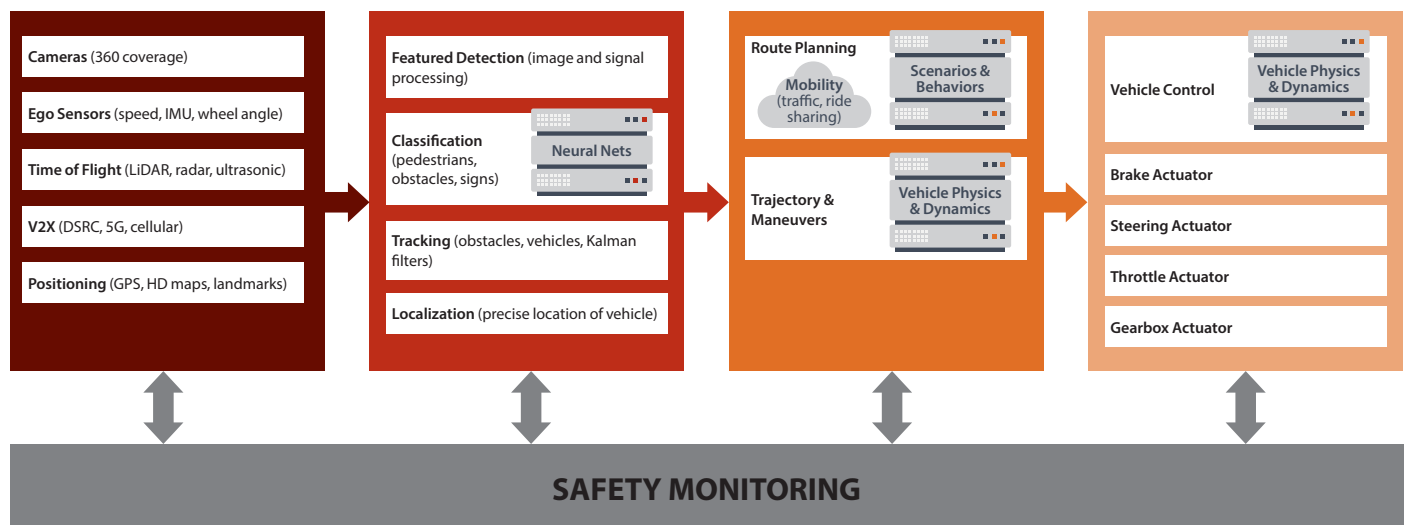 Cameras (360 coverage)
Ego Sensors (speed, IMU, wheel angle)
Time of Flight (LiDAR, radar, ultrasonic)
V2X (DSRC, 5G, cellular)
Positioning (GPS, HD maps, landmarks)
Featured Detection (image and signal
processing)
Classification
(pedestrians,
obstacles, signs)
Neural Nets
Tracking (obstacles, vehicles, Kalman
filters)
Localization (precise location of vehicle)
Route Planning
Mobility
(traffic, ride
sharing)
Scenarios &
Behaviors
Trajectory &
Maneuvers
Vehicle Physics
& Dynamics
Vehicle Control
Vehicle Physics
& Dynamics
Brake Actuator
Steering Actuator
Throttle Actuator
Gearbox Actuator
SAFETY MONITORING